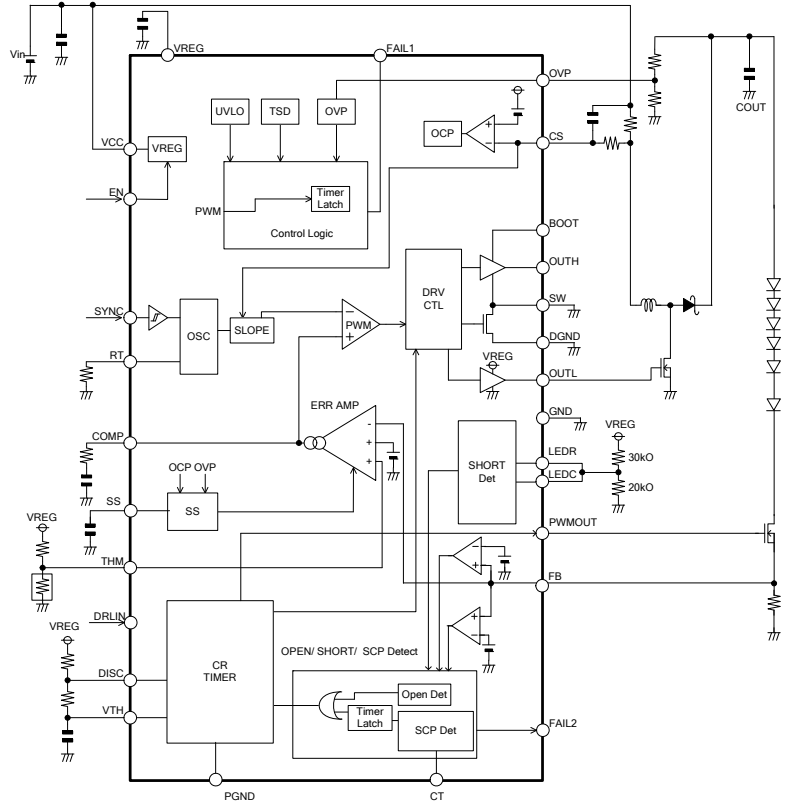 VREG
FAIL1
Vin
OVP
COUT
UVLO
TSD
OVP
OCP
+
−
CS
VCC
VREG
EN
PWM
Timer
Latch
Control Logic
BOOT
OUTH
DRV
CTL
SW
SYNC
OSC
SLOPE
−
PWM
+
DGND
RT
VREG
OUTL
ERR AMP
GND
COMP
-
+
+
SHORT
Det
VREG
LEDR
30kO
LEDC
20kO
OCP OVP
SS
SS
VREG
PWMOUT
THM
−
+
FB
DRLIN
VREG
+
−
CR
TIMER
OPEN/ SHORT/ SCP Detect
DISC
Open Det
Timer
Latch
SCP Det
VTH
FAIL2
PGND
CT